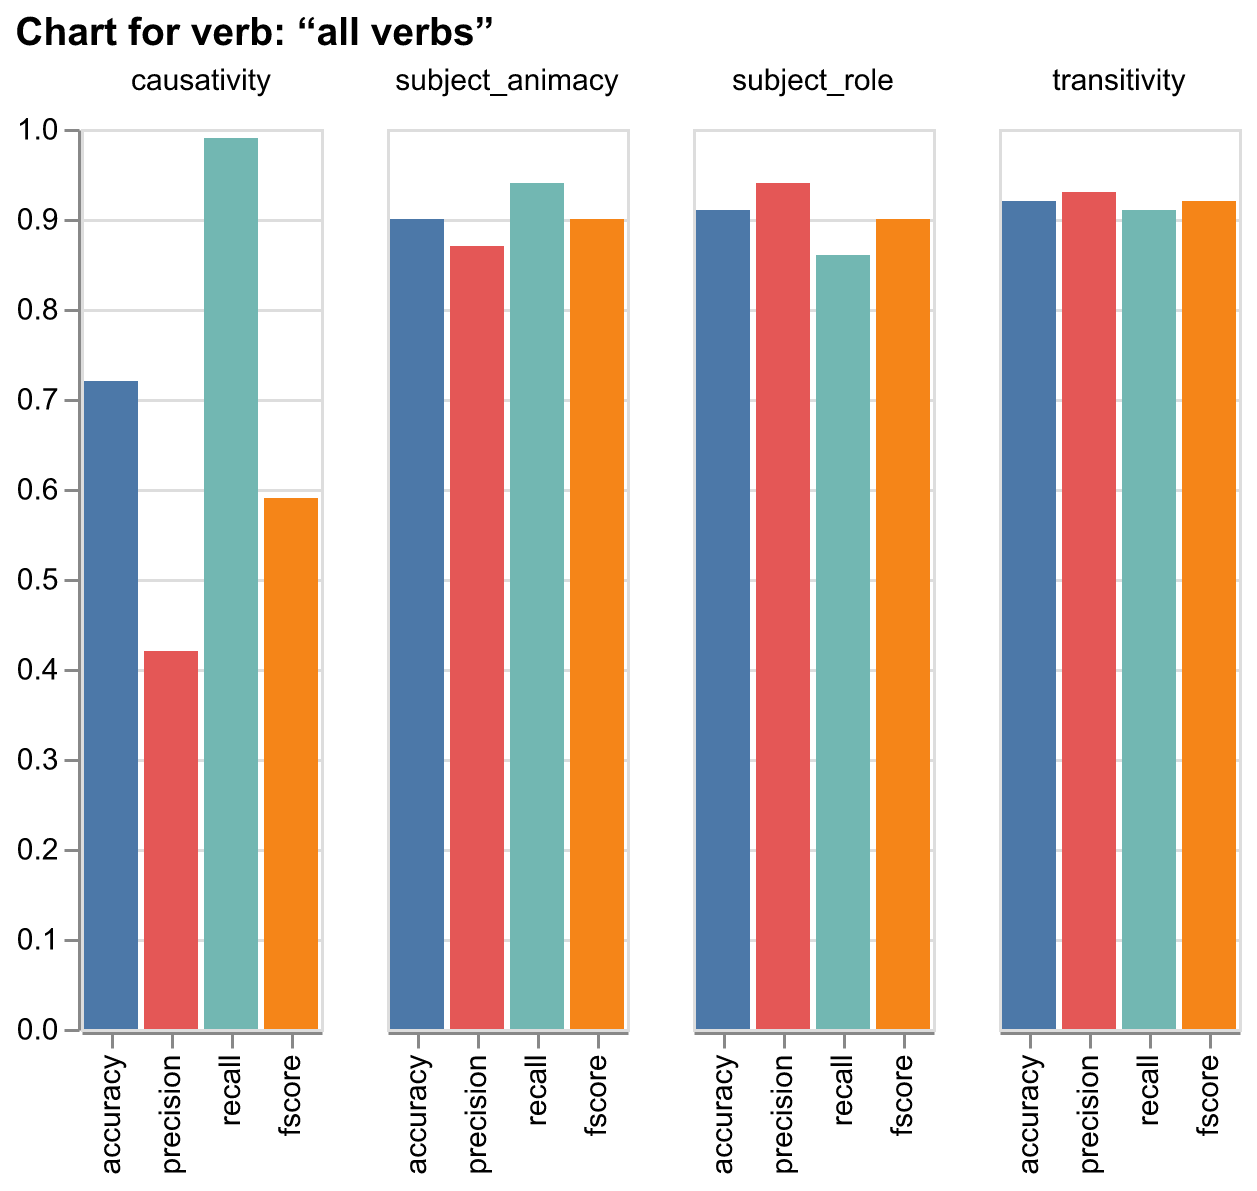 Chart for verb: “all verbs”
causativity
subject_animacy
subject_role
transitivity
1.0
0.9
0.8
0.7
0.6
0.5
0.4
0.3
0.2
0.1
0.0
accuracy
precision
recall
fscore
accuracy
precision
recall
fscore
accuracy
precision
recall
fscore
accuracy
precision
recall
fscore